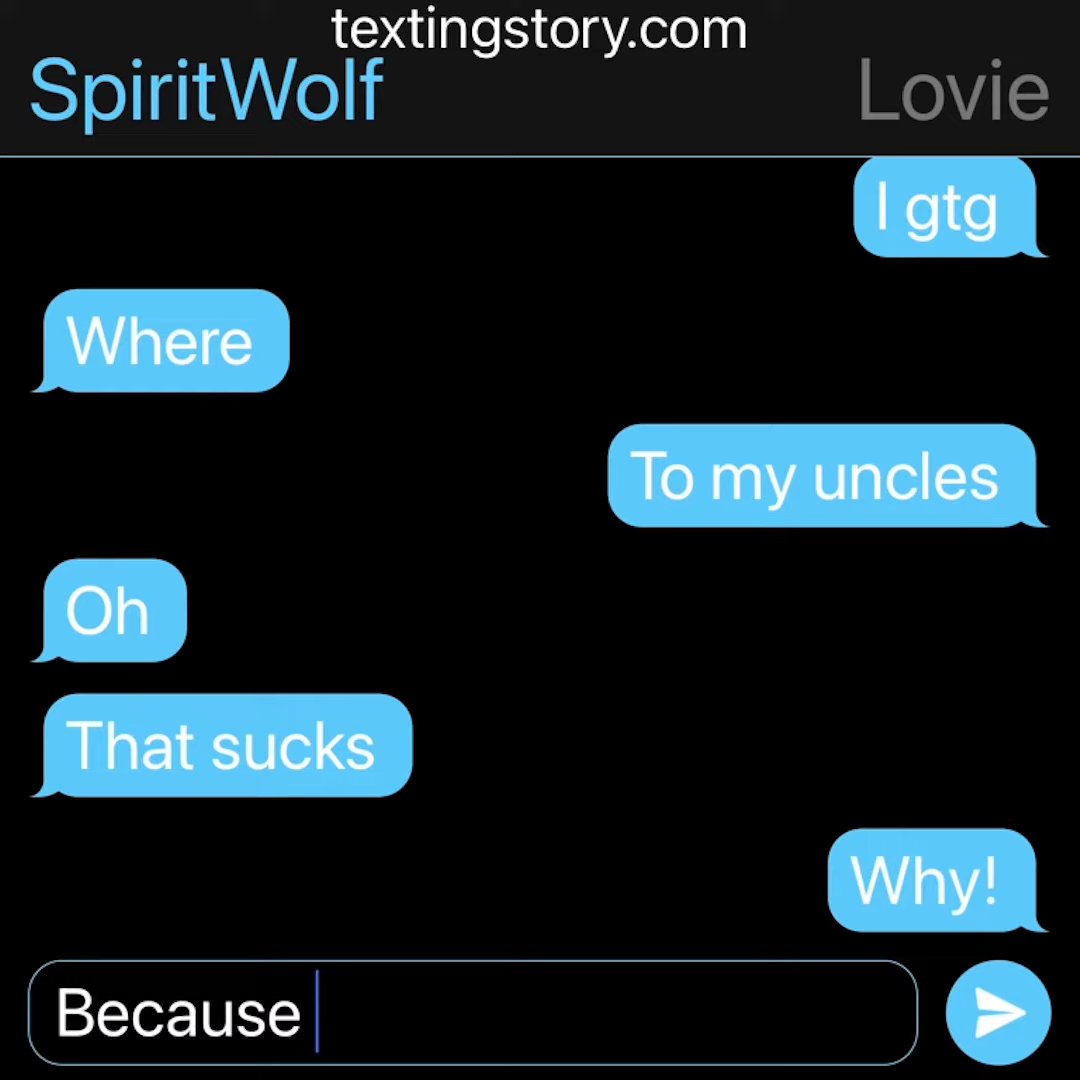 textingstory.com
SpiritWolf
Lovie
I gtg
Where
To my uncles
Oh
That sucks
Why!
Because